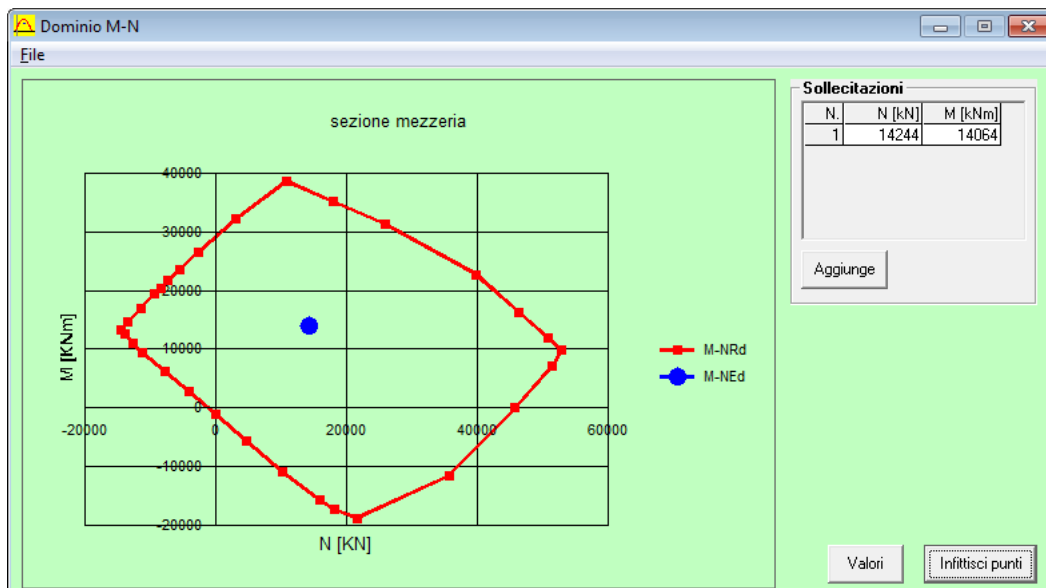 Dominio M-N
File
sezione mezzeria
40000
30000
20000
10000
0
-10000
-20000
-20000
0
20000
40000
60000
M [KNm]
N [KN]
M-NRd
M-NEd
Sollecitazioni
N. N [kN] M [kNm]
1 14244 14064
Aggiunge
Valori
Infittisci punti